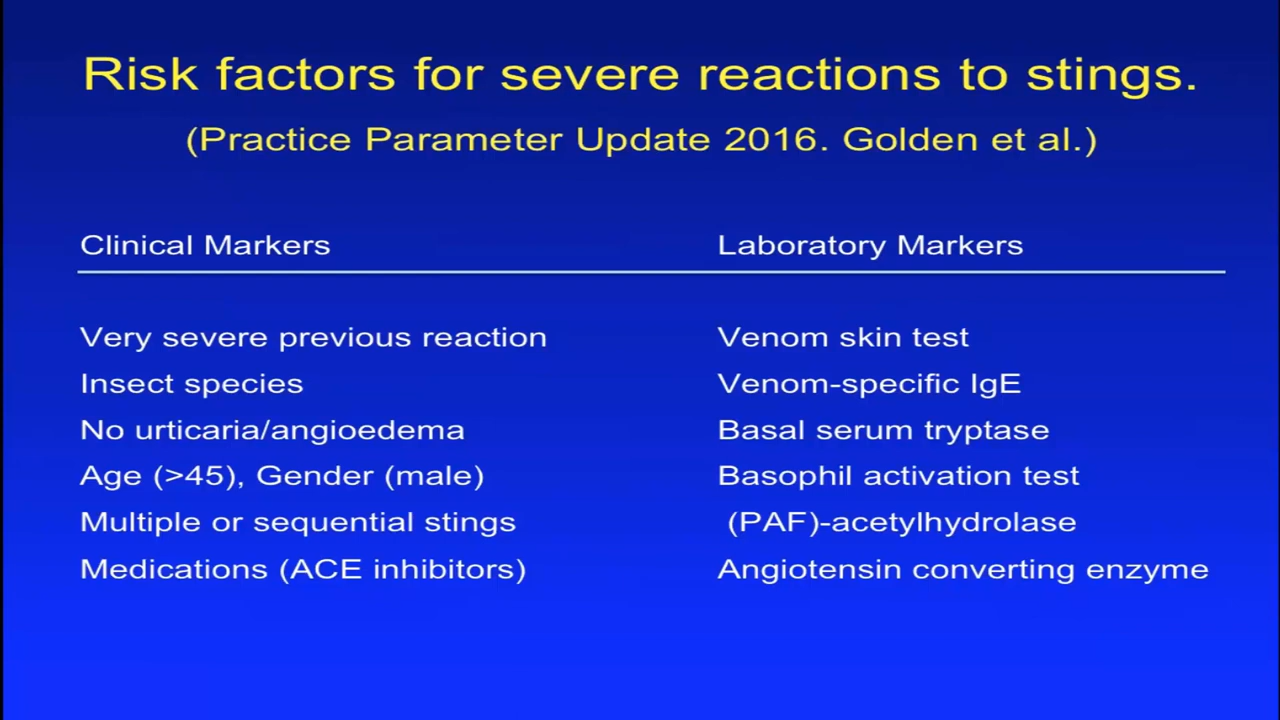 Risk factors for severe reactions to stings.
(Practice Parameter Update 2016. Golden et al.)
Clinical Markers
Laboratory Markers
Very severe previous reaction
Venom skin test
Insect species
Venom-specific IgE
No urticaria/angioedema
Basal serum tryptase
Age (>45), Gender (male)
Basophil activation test
Multiple or sequential stings
(PAF)-acetylhydrolase
Medications (ACE inhibitors)
Angiotensin converting enzyme